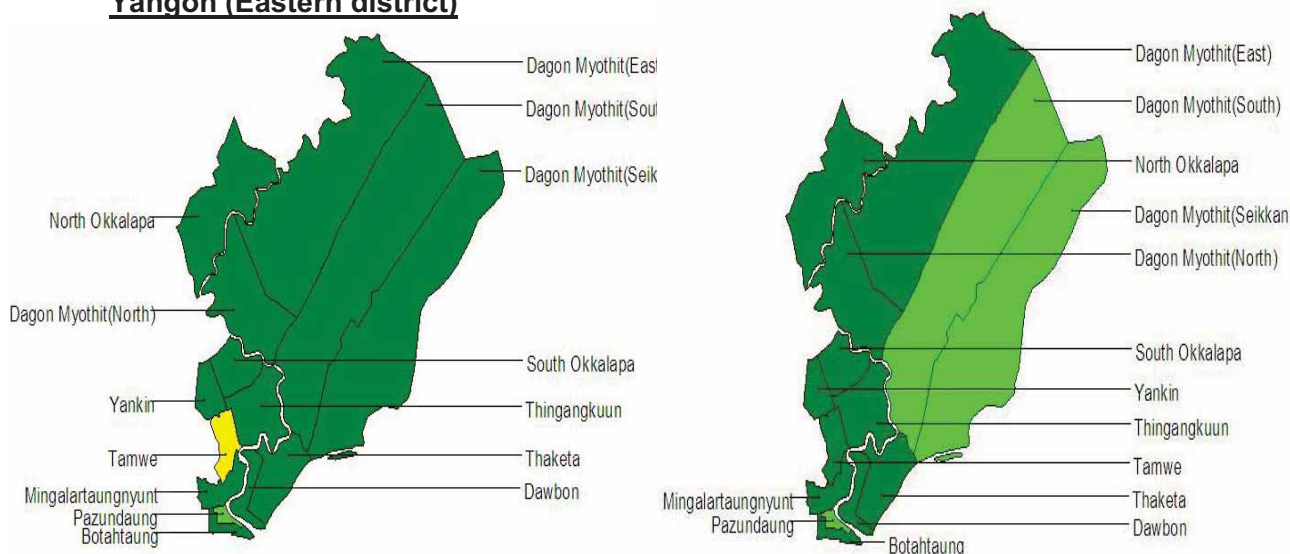 Yangon (Eastern district)
Dagon Myothit(East
Dagon Myothit(Sou
Dagon Myothit(Seik
North Okkalapa
Dagon Myothit(North)
South Okkalapa
Yankin
Thingangkuun
Tamwe
Thaketa
Mingalartaungnyunt
Dawbon
Pazundaung
Botahtaung
Dagon Myothit(East)
Dagon Myothit(South)
North Okkalapa
Dagon Myothit(Seikkan
Dagon Myothit(North)
South Okkalapa
Yankin
Thingangkuun
Tamwe
Mingalartaungnyunt
Thaketa
Pazundaung
Dawbon
Botahtaung